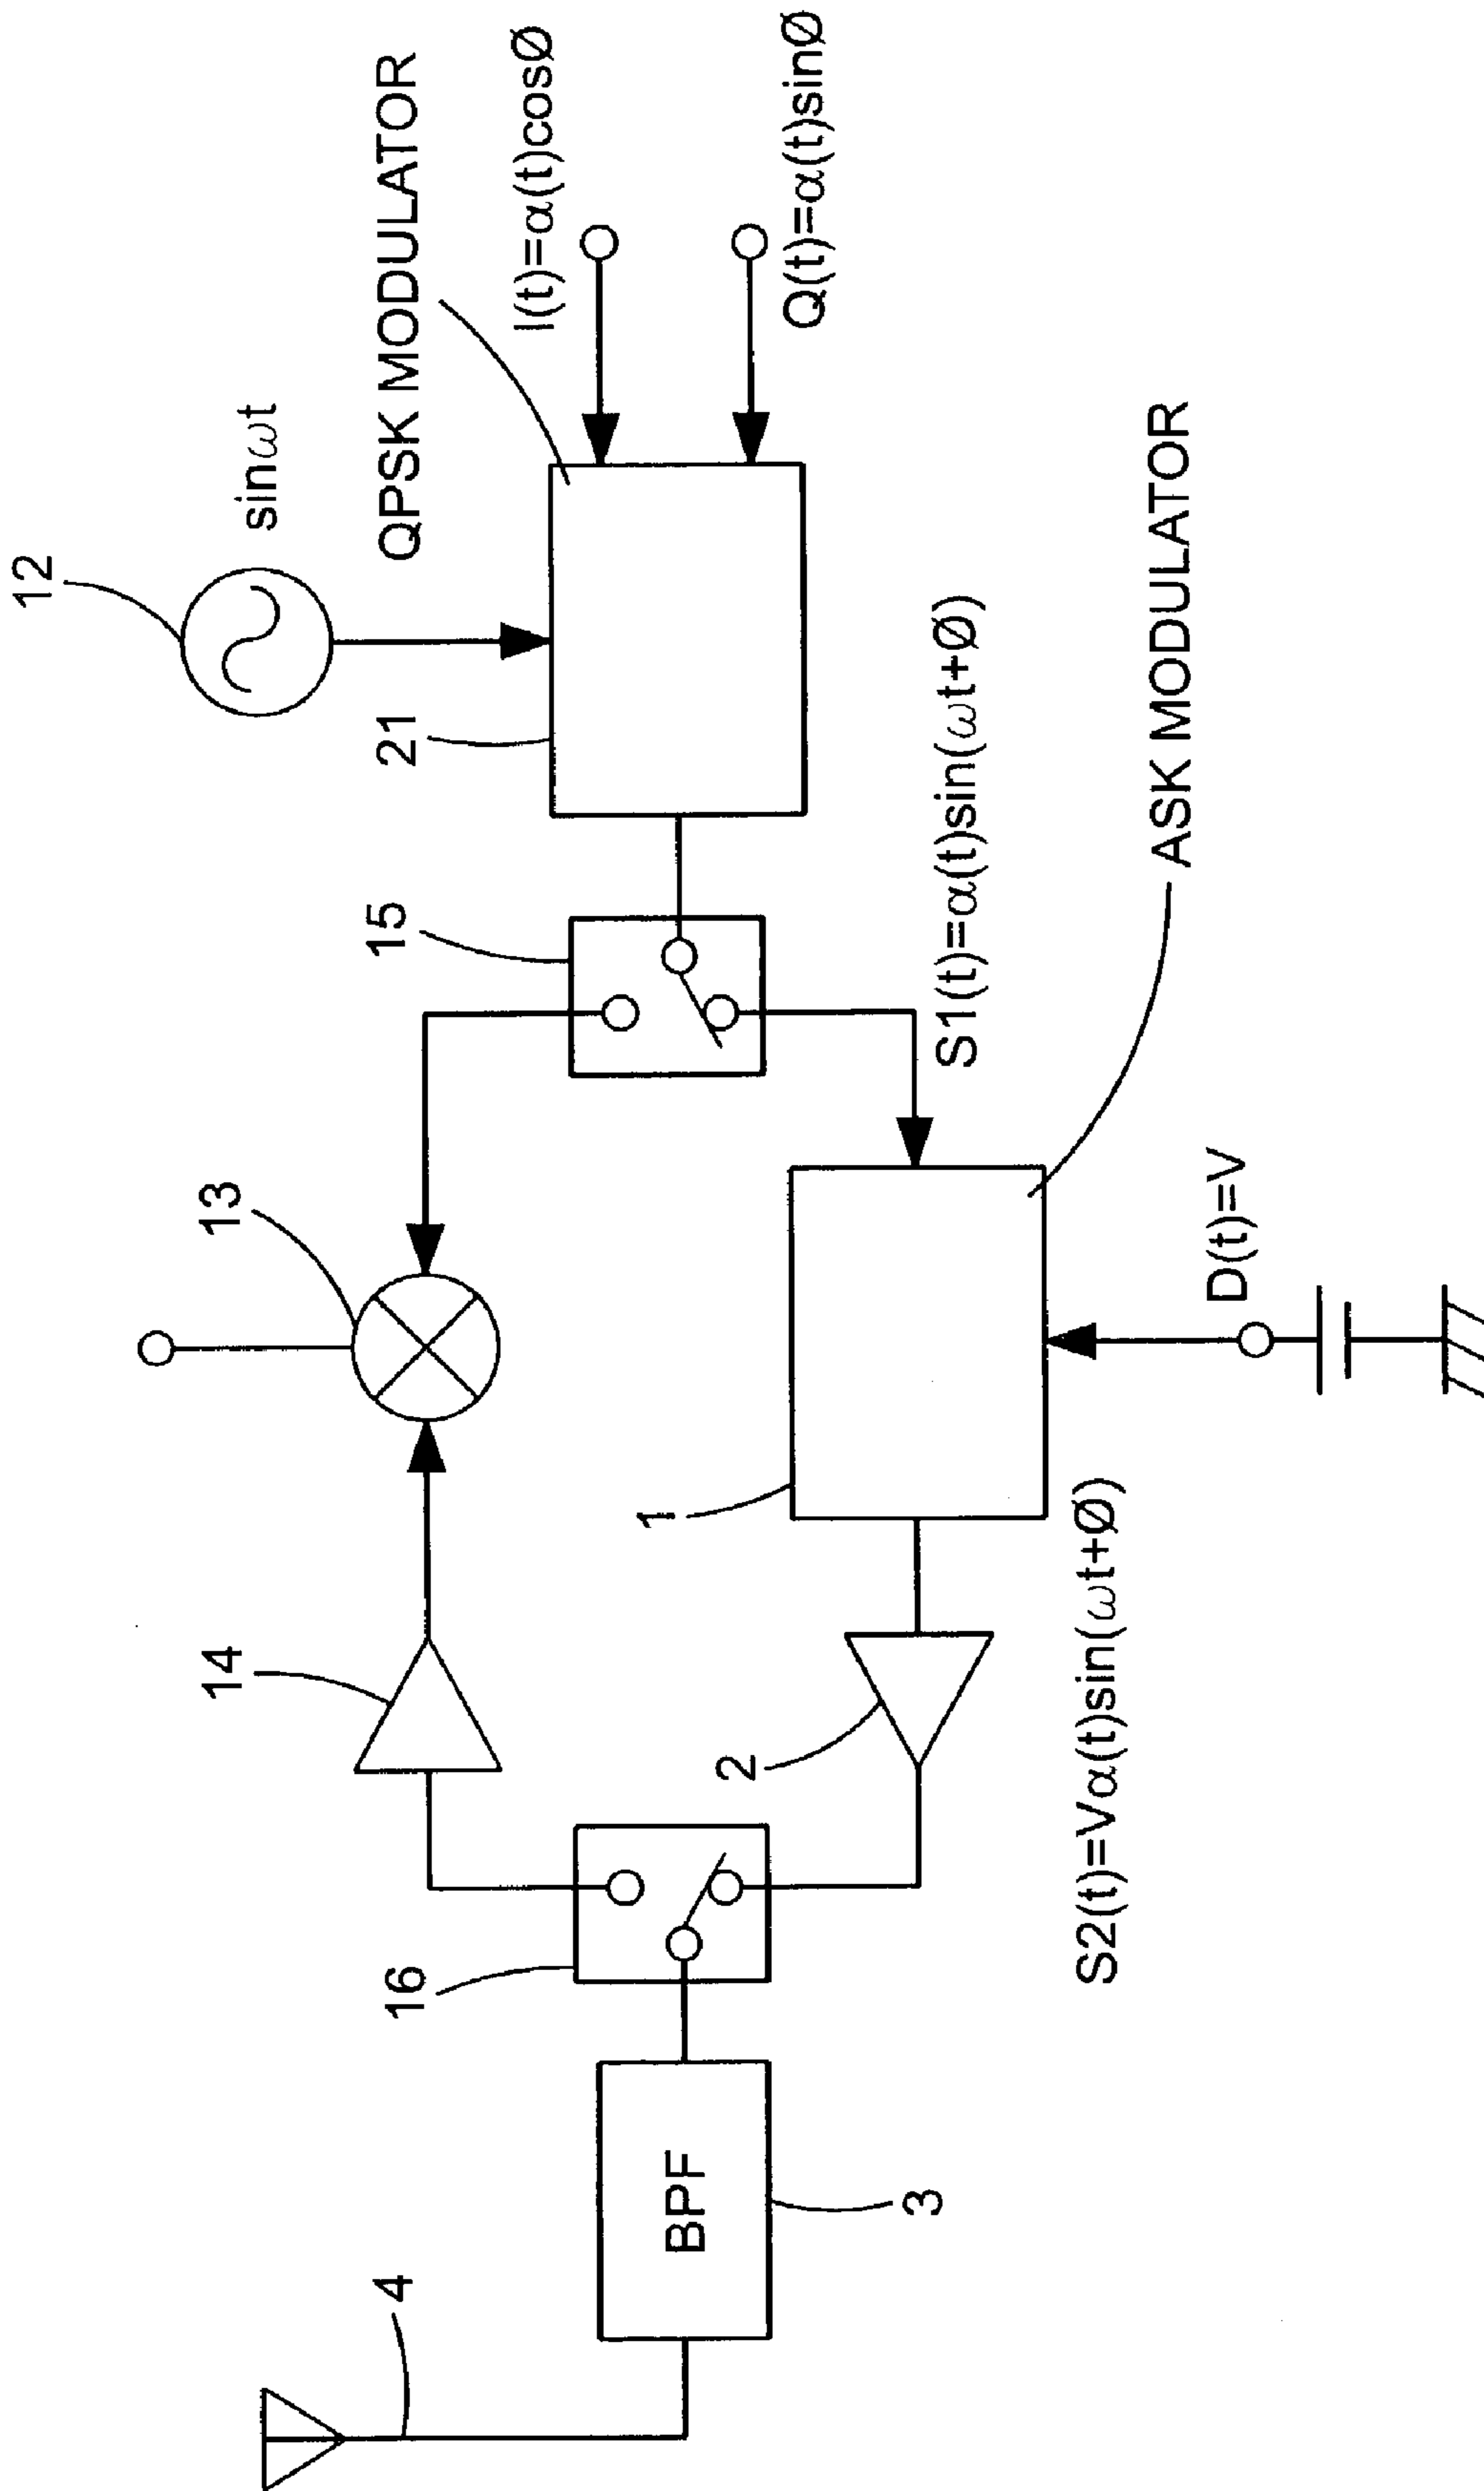 12
sinωt
QPSK MODULATOR
I(t)=α(t)cosØ
Q(t)=α(t)sinØ
21
15
13
14
16
S1(t)=α(t)sin(ωt+Ø)
ASK MODULATOR
1
D(t)=V
2
S2(t)=Vα(t)sin(ωt+Ø)
BPF
3
4